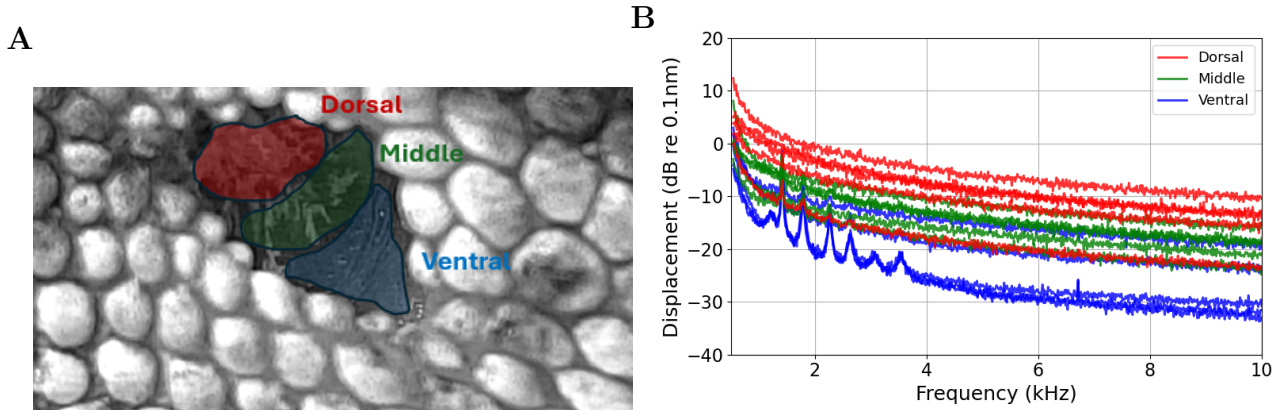 A
Dorsal
Middle
Ventral
B
20
10
0
−10
−20
−30
−40
Displacement (dB re 0.1nm)
2
4
6
8
10
Frequency (kHz)
Dorsal
Middle
Ventral